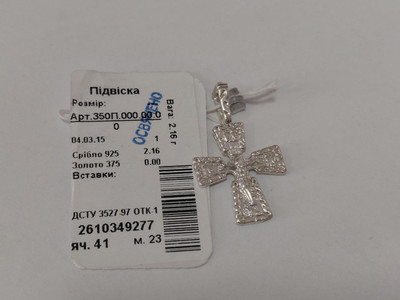 Підвіска
Розмір:
Арт.350П.000.00.0
0
04.03.15 1
Срібло 925 2.16
Золото 375 0.00
Вставки:
ДСТУ 3527-97 ОТК 1
2610349277
яч. 41 м. 23
Вага: 2.16 г
ОСВЯЧЕНО